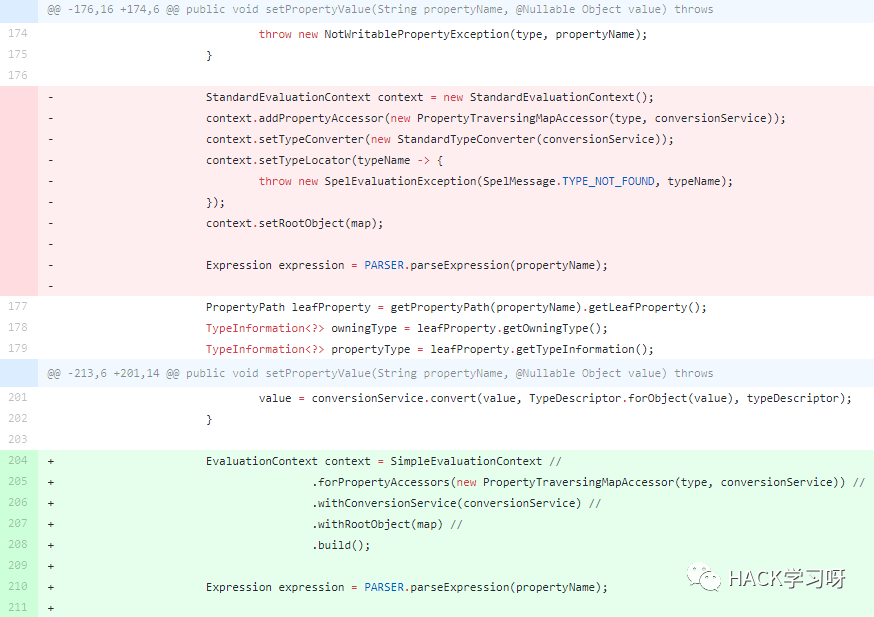 @@ -176,16 +174,6 @@ public void setPropertyValue(String propertyName, @Nullable Object value) throws
174 throw new NotWritablePropertyException(type, propertyName);
175 }
176
- StandardEvaluationContext context = new StandardEvaluationContext();
- context.addPropertyAccessor(new PropertyTraversingMapAccessor(type, conversionService));
- context.setTypeConverter(new StandardTypeConverter(conversionService));
- context.setTypeLocator(typeName -> {
- throw new SpelEvaluationException(SpelMessage.TYPE_NOT_FOUND, typeName);
- });
- context.setRootObject(map);
-
- Expression expression = PARSER.parseExpression(propertyName);
-
177 PropertyPath leafProperty = getPropertyPath(propertyName).getLeafProperty();
178 TypeInformation<?> owningType = leafProperty.getOwningType();
179 TypeInformation<?> propertyType = leafProperty.getTypeInformation();
@@ -213,6 +201,14 @@ public void setPropertyValue(String propertyName, @Nullable Object value) throws
201 value = conversionService.convert(value, TypeDescriptor.forObject(value), typeDescriptor);
202 }
203
204 + EvaluationContext context = SimpleEvaluationContext //
205 + .forPropertyAccessors(new PropertyTraversingMapAccessor(type, conversionService)) //
206 + .withConversionService(conversionService) //
207 + .withRootObject(map) //
208 + .build();
209 +
210 + Expression expression = PARSER.parseExpression(propertyName);
211 +
HACK学习呀